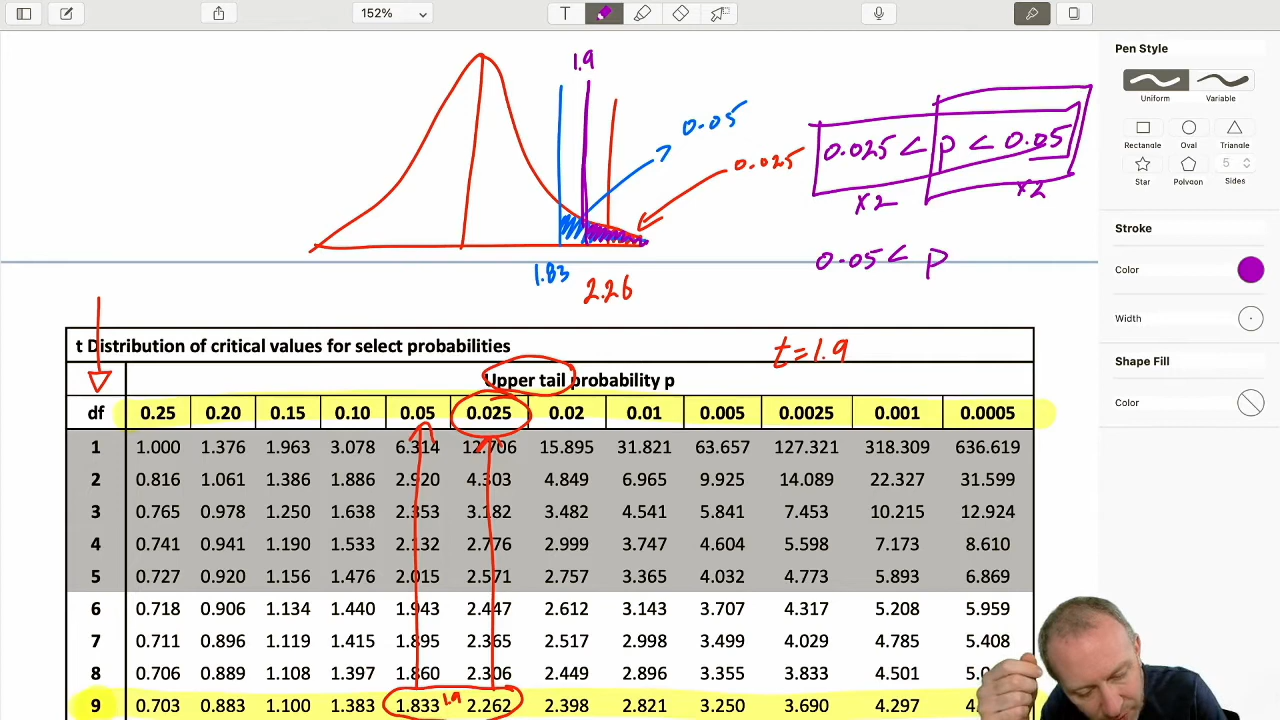 152%
T
Pen Style
Uniform
Variable
Rectangle
Oval
Triangle
Star
Polygon
5
Sides
Stroke
Color
Width
Shape Fill
Color
1.9
0.05
0.025
0.025 < p < 0.05
x2
x2
0.05 < p
1.83
2.26
t Distribution of critical values for select probabilities
t=1.9
Upper tail probability p
df 0.25 0.20 0.15 0.10 0.05 0.025 0.02 0.01 0.005 0.0025 0.001 0.0005
1 1.000 1.376 1.963 3.078 6.314 12.706 15.895 31.821 63.657 127.321 318.309 636.619
2 0.816 1.061 1.386 1.886 2.920 4.303 4.849 6.965 9.925 14.089 22.327 31.599
3 0.765 0.978 1.250 1.638 2.353 3.182 3.482 4.541 5.841 7.453 10.215 12.924
4 0.741 0.941 1.190 1.533 2.132 2.776 2.999 3.747 4.604 5.598 7.173 8.610
5 0.727 0.920 1.156 1.476 2.015 2.571 2.757 3.365 4.032 4.773 5.893 6.869
6 0.718 0.906 1.134 1.440 1.943 2.447 2.612 3.143 3.707 4.317 5.208 5.959
7 0.711 0.896 1.119 1.415 1.895 2.365 2.517 2.998 3.499 4.029 4.785 5.408
8 0.706 0.889 1.108 1.397 1.860 2.306 2.449 2.896 3.355 3.833 4.501
9 0.703 0.883 1.100 1.383 1.833 1.9 2.262 2.398 2.821 3.250 3.690 4.297